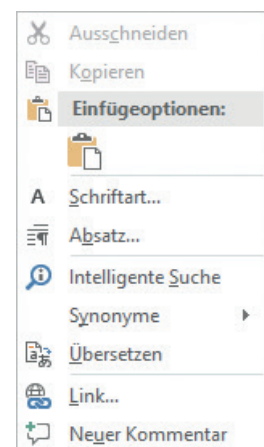 Ausschneiden
Kopieren
Einfügeoptionen:
Schriftart...
Absatz...
Intelligente Suche
Synonyme
Übersetzen
Link...
Neuer Kommentar